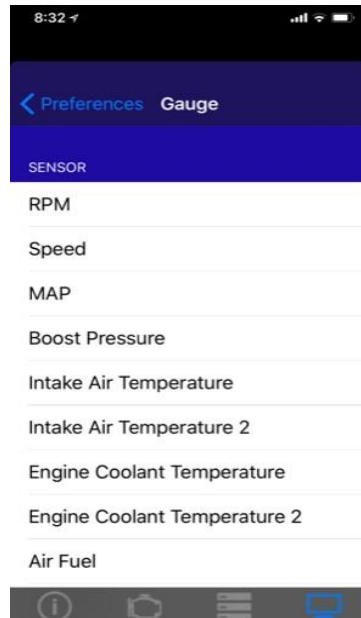 8:32
Preferences Gauge
SENSOR
RPM
Speed
MAP
Boost Pressure
Intake Air Temperature
Intake Air Temperature 2
Engine Coolant Temperature
Engine Coolant Temperature 2
Air Fuel